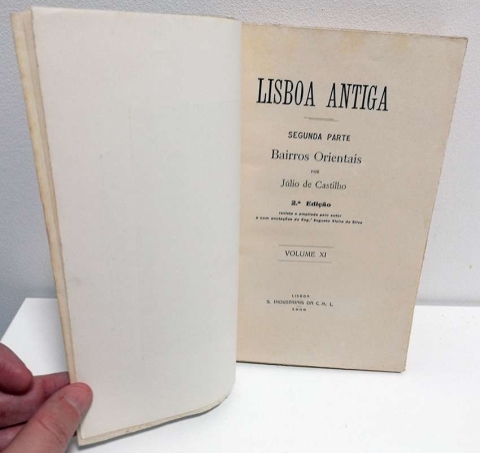 LISBOA ANTIGA
SEGUNDA PARTE
Bairros Orientais
POR
Júlio de Castilho
2.ª Edição
revista e ampliada pelo autor
e com anotações do Eng.º Augusto Vieira da Silva
VOLUME XI
LISBOA
S. INDUSTRIAIS DA C. M. L.